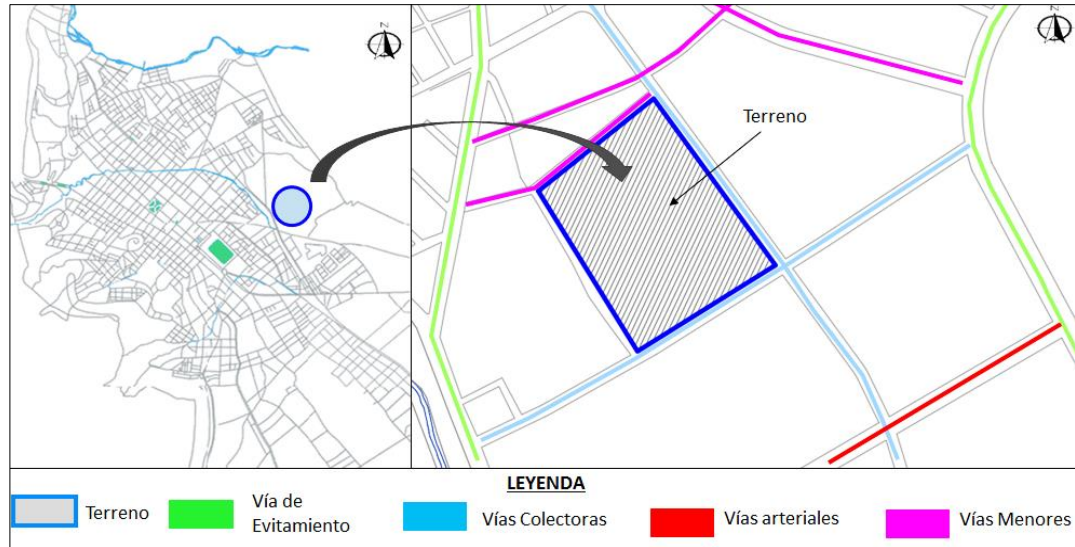 Z
Z
Terreno
LEYENDA
Terreno
Vía de
Evitamiento
Vías Colectoras
Vías arteriales
Vías Menores